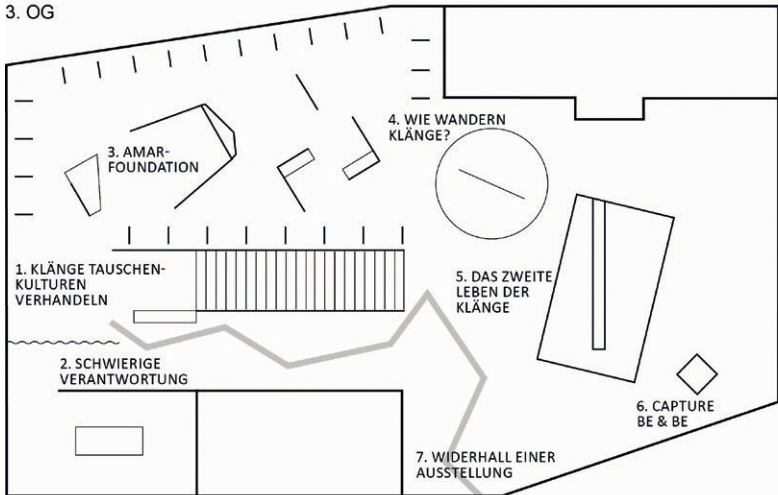 3. OG
1. KLÄNGE TAUSCHEN-
KULTUREN
VERHANDELN
2. SCHWIERIGE
VERANTWORTUNG
3. AMAR-
FOUNDATION
4. WIE WANDERN
KLÄNGE?
5. DAS ZWEITE
LEBEN DER
KLÄNGE
6. CAPTURE
BE & BE
7. WIDERHALL EINER
AUSSTELLUNG